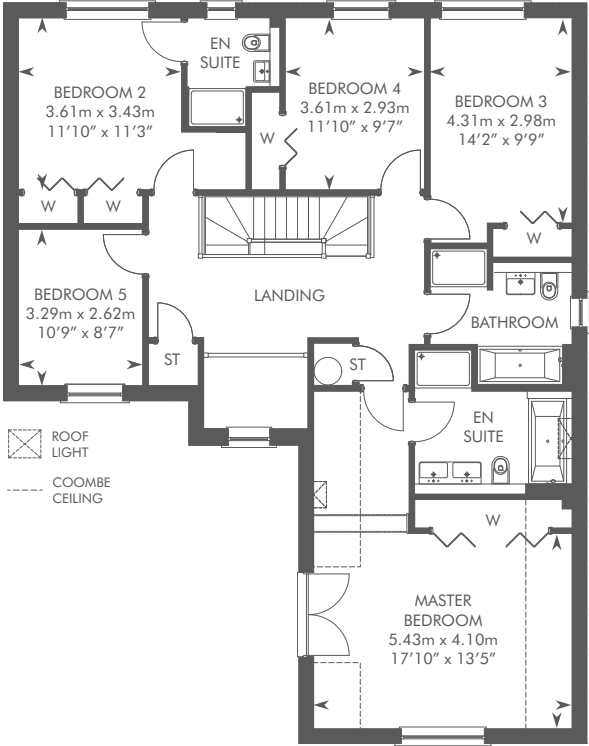 BEDROOM 2
3.61m x 3.43m
11'10" x 11'3"
EN
SUITE
BEDROOM 4
3.61m x 2.93m
11'10" x 9'7"
BEDROOM 3
4.31m x 2.98m
14'2" x 9'9"
W
W
W
W
BEDROOM 5
3.29m x 2.62m
10'9" x 8'7"
LANDING
BATHROOM
ST
ST
EN
SUITE
ROOF
LIGHT
COOMBE
CEILING
W
MASTER
BEDROOM
5.43m x 4.10m
17'10" x 13'5"